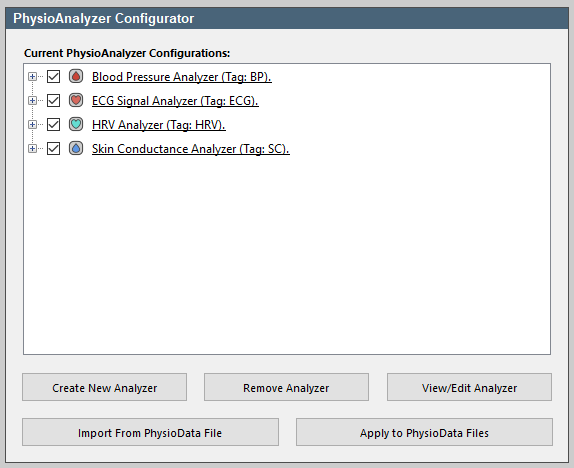 PhysioAnalyzer Configurator
Current PhysioAnalyzer Configurations:
Blood Pressure Analyzer (Tag: BP).
ECG Signal Analyzer (Tag: ECG).
HRV Analyzer (Tag: HRV).
Skin Conductance Analyzer (Tag: SC).
Create New Analyzer
Remove Analyzer
View/Edit Analyzer
Import From PhysioData File
Apply to PhysioData Files